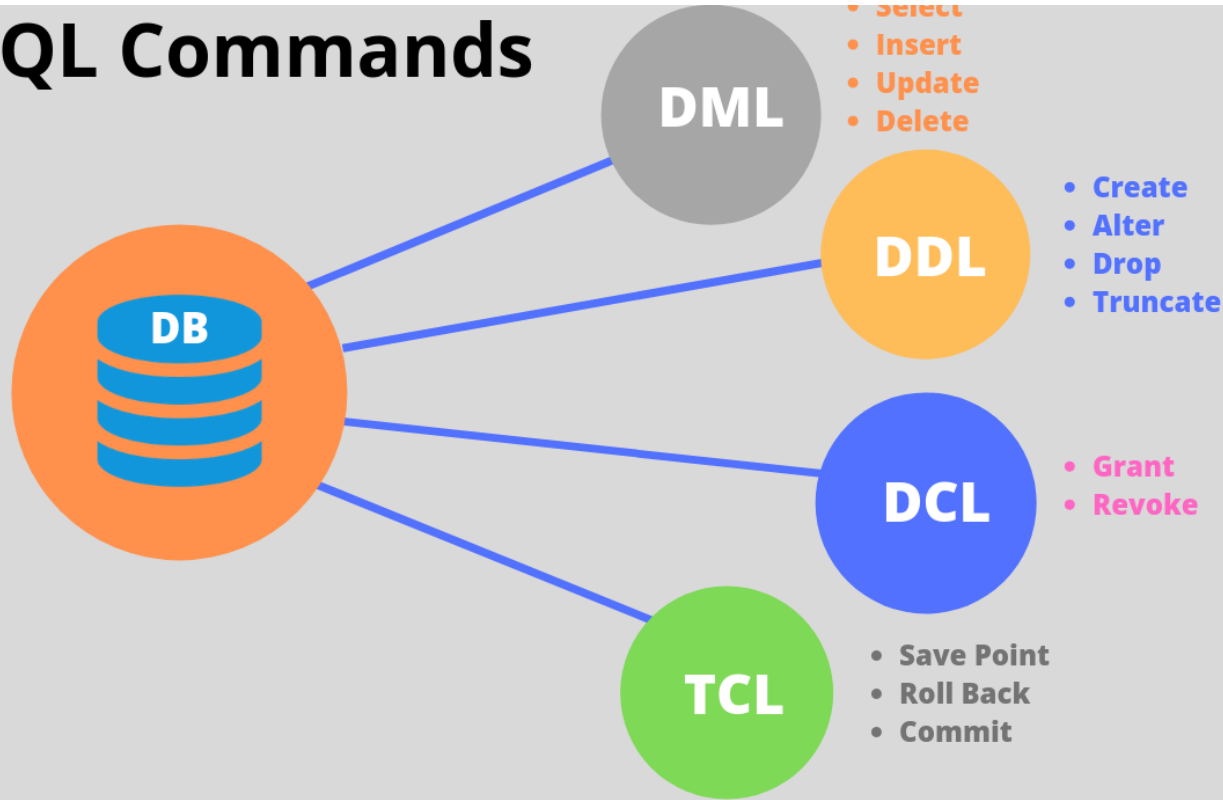 QL Commands
DML
Select
Insert
Update
Delete
DDL
Create
Alter
Drop
Truncate
DB
DCL
Grant
Revoke
TCL
Save Point
Roll Back
Commit